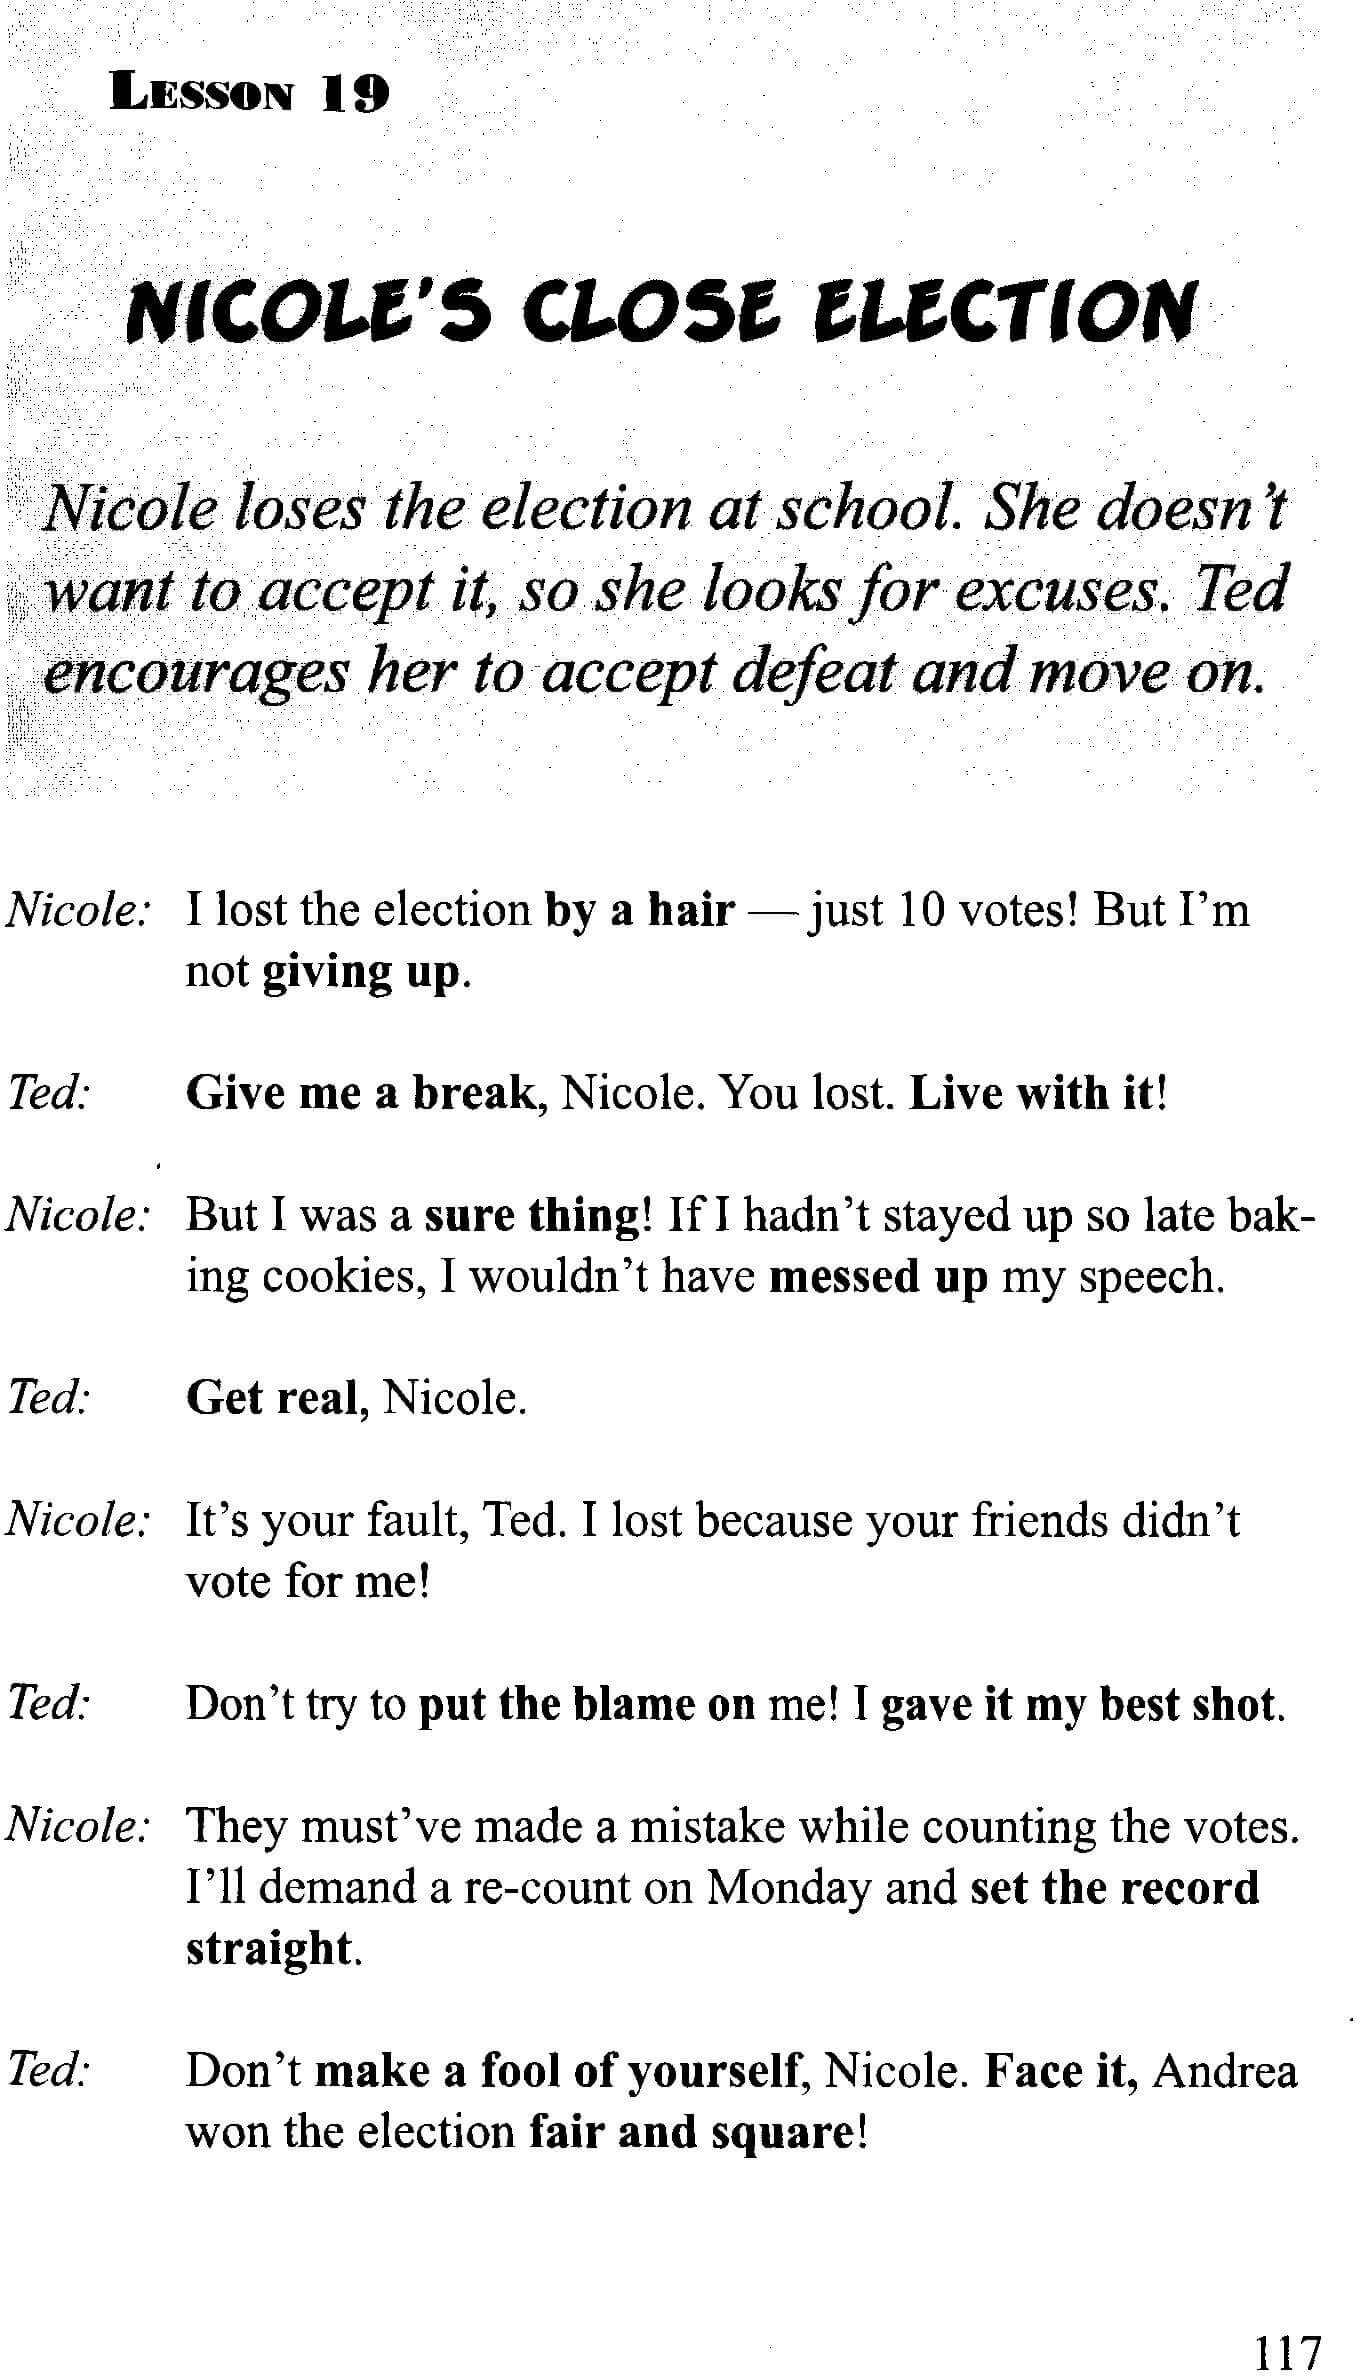 LESSON 19
NICOLE'S CLOSE ELECTION
Nicole loses the election at school. She doesn't
want to accept it, so she looks for excuses. Ted
encourages her to accept defeat and move on.
Nicole: I lost the election by a hair — just 10 votes! But I'm
not giving up.
Ted: Give me a break, Nicole. You lost. Live with it!
Nicole: But I was a sure thing! If I hadn't stayed up so late bak-
ing cookies, I wouldn't have messed up my speech.
Ted: Get real, Nicole.
Nicole: It's your fault, Ted. I lost because your friends didn't
vote for me!
Ted: Don't try to put the blame on me! I gave it my best shot.
Nicole: They must've made a mistake while counting the votes.
I'll demand a re-count on Monday and set the record
straight.
Ted: Don't make a fool of yourself, Nicole. Face it, Andrea
won the election fair and square!
117